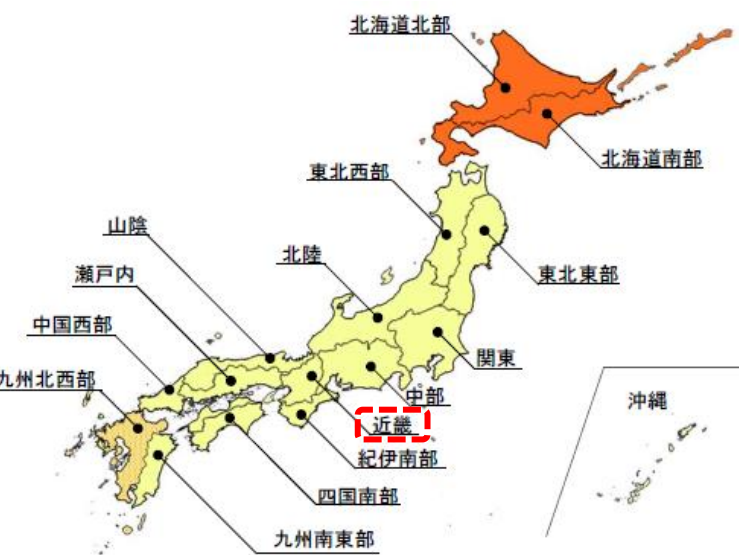 北海道北部
北海道南部
東北西部
山陰
北陸
東北東部
瀬戸内
中国西部
関東
九州北西部
中部
沖縄
近畿
紀伊南部
四国南部
九州南東部